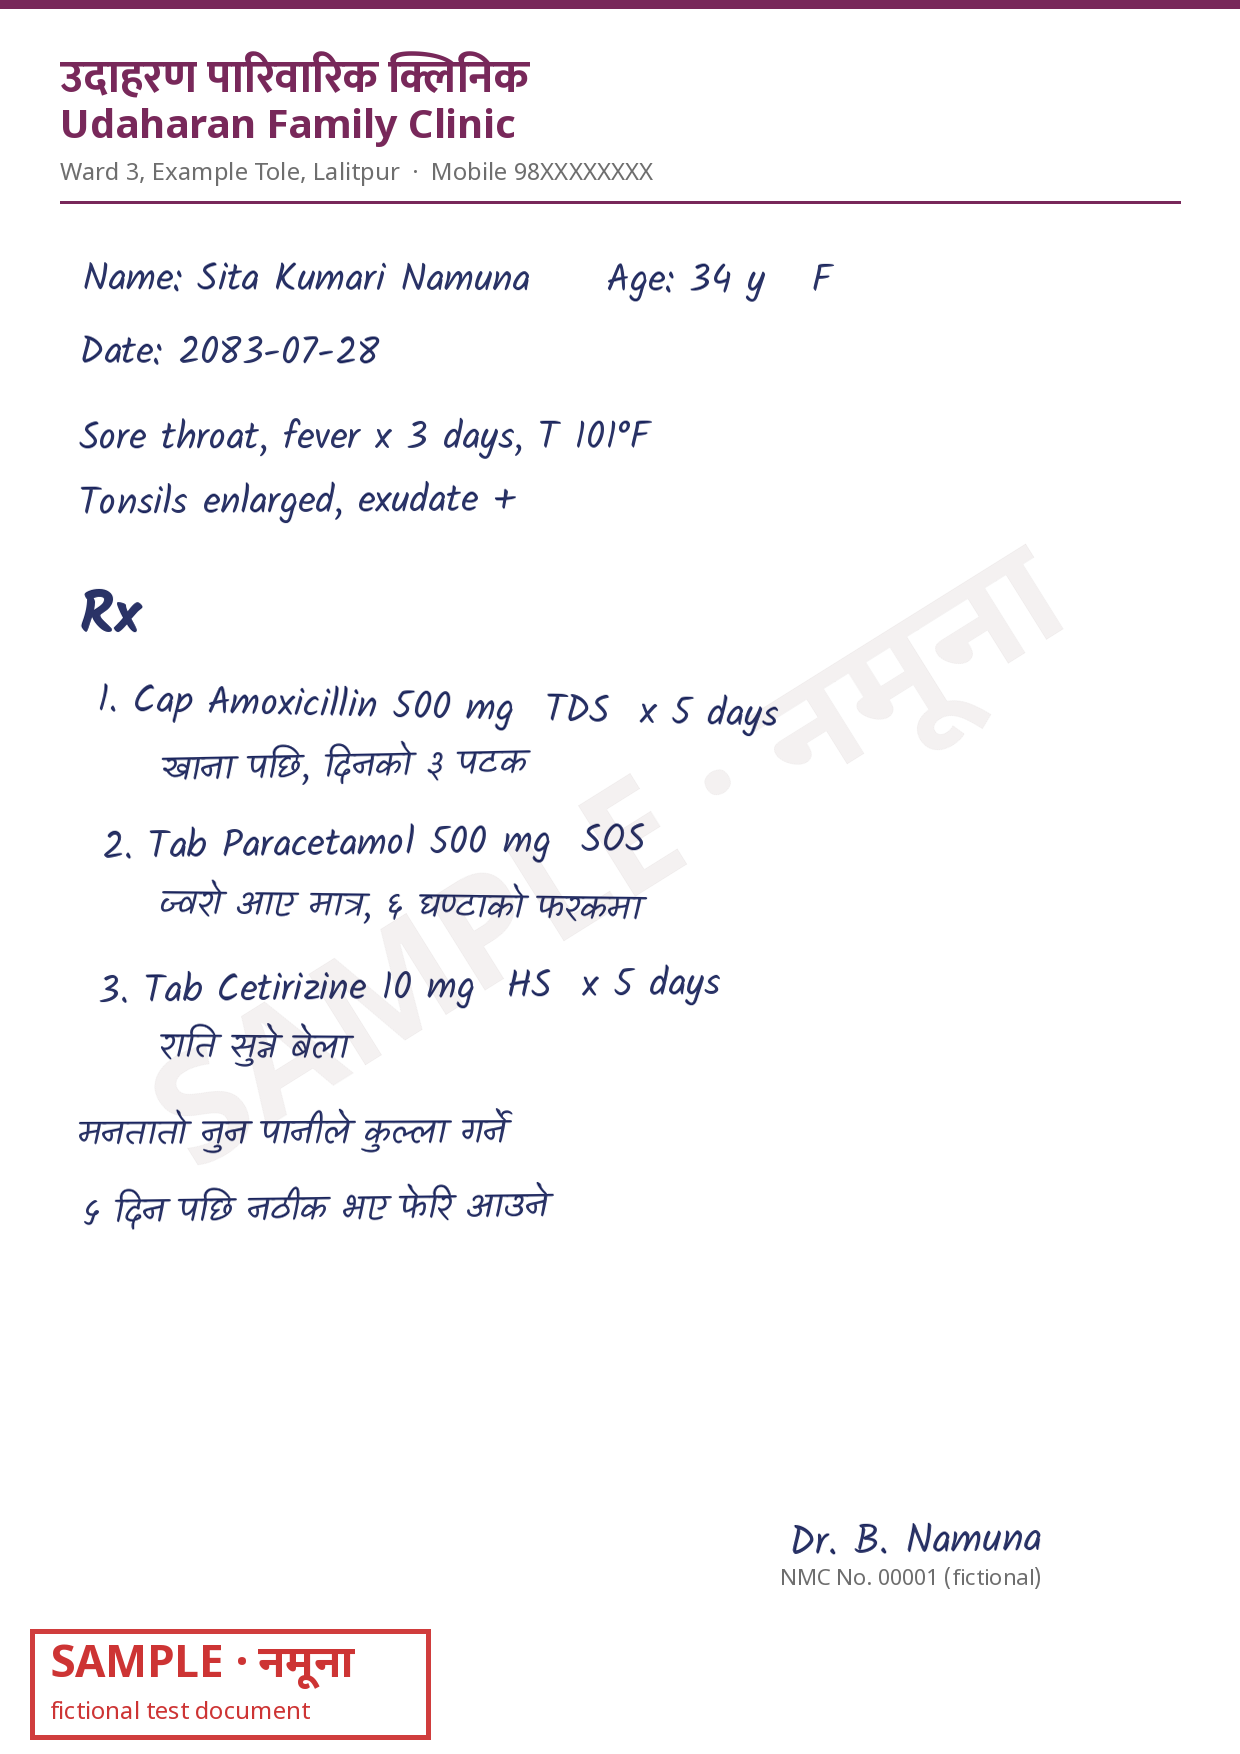 उदाहरण पारिवारिक क्लिनिक
Udaharan Family Clinic
Ward 3, Example Tole, Lalitpur · Mobile 98XXXXXXXX
Name: Sita Kumari Namuna Age: 34 y F
Date: 2083-07-28
Sore throat, fever x 3 days, T 101°F
Tonsils enlarged, exudate +
Rx
1. Cap Amoxicillin 500 mg TDS x 5 days
खाना पछि, दिनको ३ पटक
2. Tab Paracetamol 500 mg SOS
ज्वरो आए मात्र, ६ घण्टाको फरकमा
3. Tab Cetirizine 10 mg HS x 5 days
राति सुत्ने बेला
मनतातो नुन पानीले कुल्ला गर्ने
५ दिन पछि नठीक भए फेरि आउने
SAMPLE · नमूना
Dr. B. Namuna
NMC No. 00001 (fictional)
SAMPLE · नमूना
fictional test document